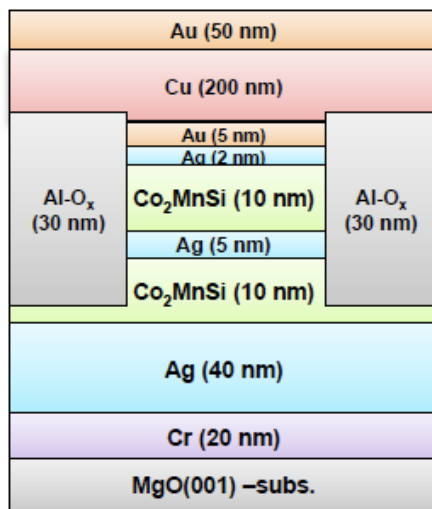 Au (50 nm)
Cu (200 nm)
Au (5 nm)
Ag (2 nm)
Al-Oₓ
(30 nm)
Co₂MnSi (10 nm)
Al-Oₓ
(30 nm)
Ag (5 nm)
Co₂MnSi (10 nm)
Ag (40 nm)
Cr (20 nm)
MgO(001) –subs.